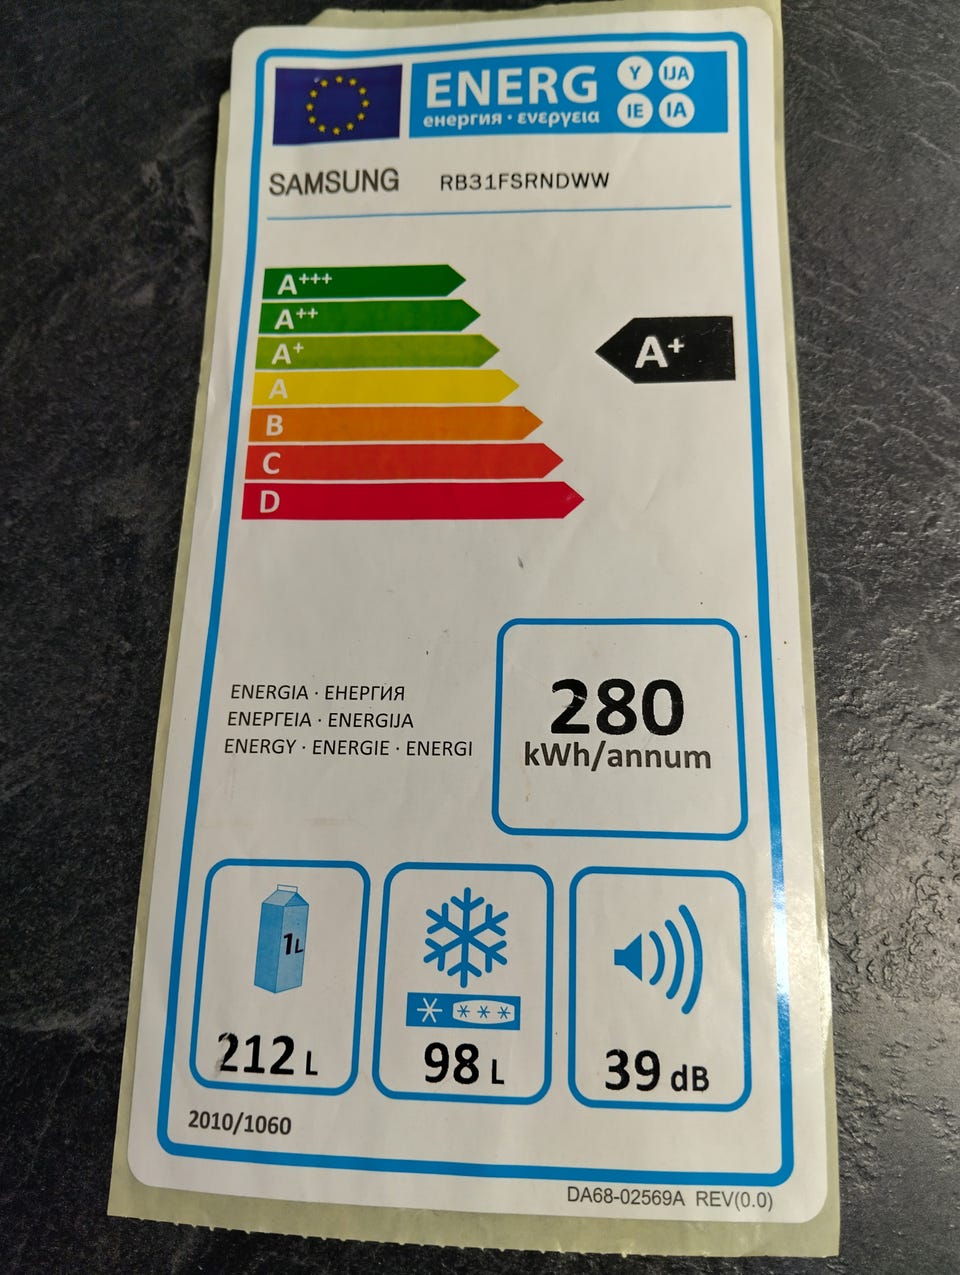 ENERG Y IJA
енергия · ενεργεια IE IA
SAMSUNG RB31FSRNDWW
A+++
A++
A+
A+
A
B
C
D
280
kWh/annum
ENERGIA · ЕНЕРГИЯ
ΕΝΕΡΓΕΙΑ · ENERGIJA
ENERGY · ENERGIE · ENERGI
1L
212 L
98 L
39 dB
2010/1060
DA68-02569A REV(0.0)